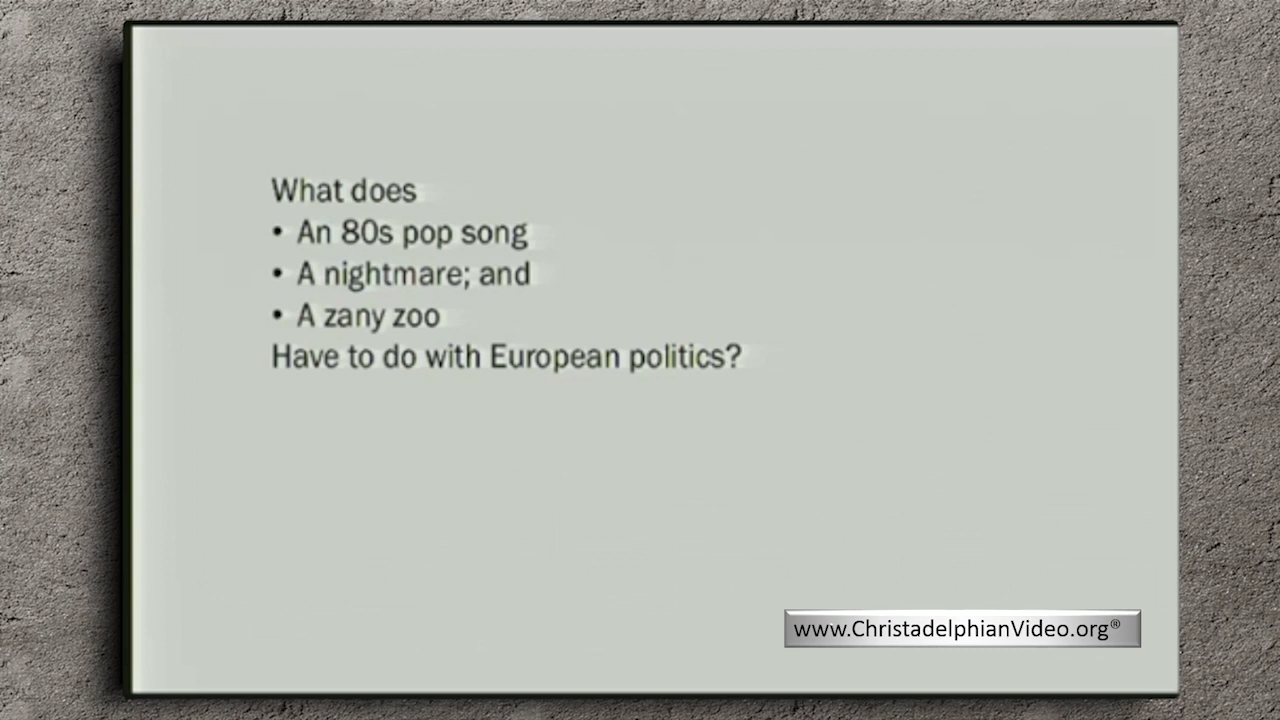 What does
• An 80s pop song
• A nightmare; and
• A zany zoo
Have to do with European politics?
www.ChristadelphianVideo.org®